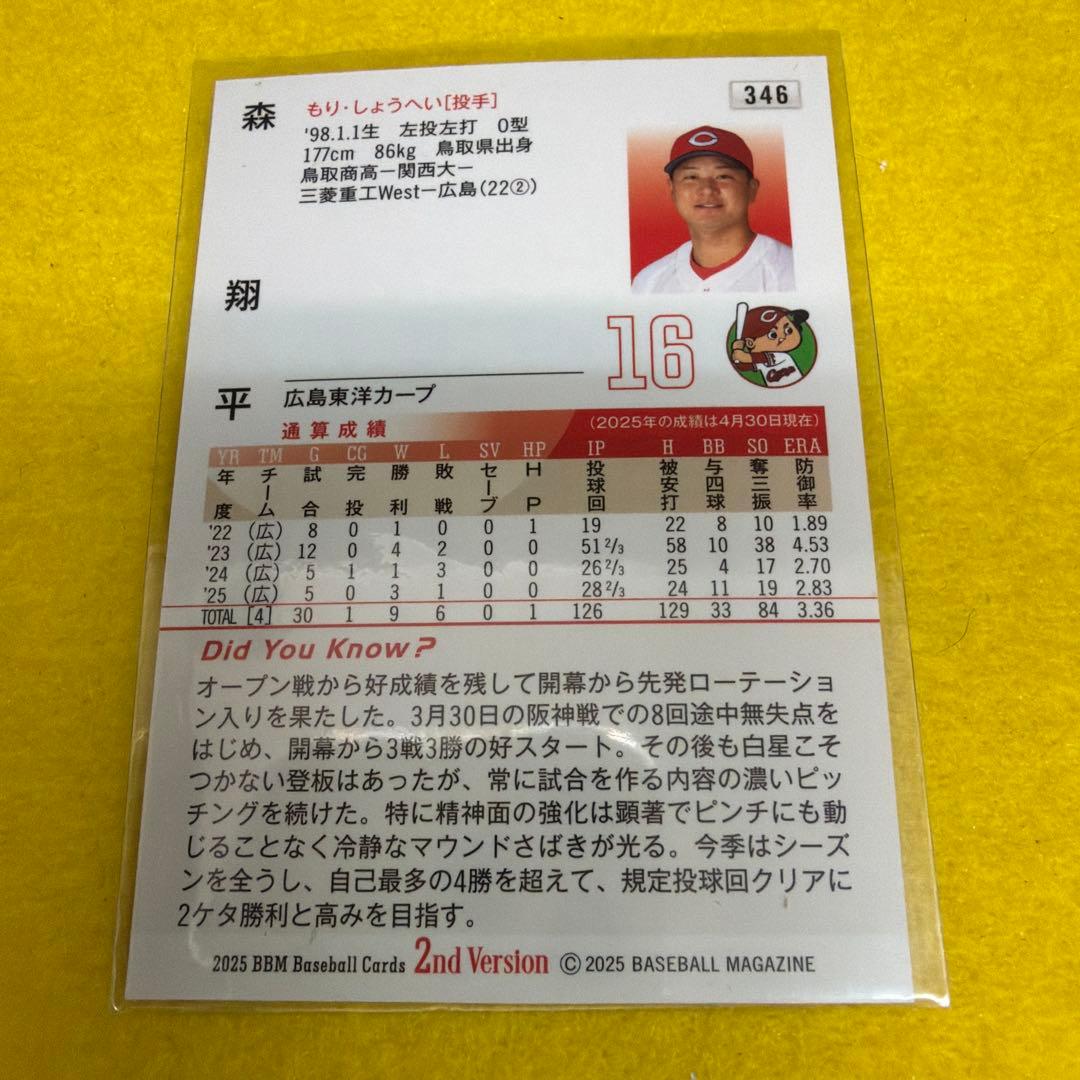 346
森翔平
もり・しょうへい[投手]
'98.1.1生 左投左打 O型
177cm 86kg 鳥取県出身
鳥取商高ー関西大ー
三菱重工Westー広島(22②)
C
16
C
Carp
広島東洋カープ
通算成績 (2025年の成績は4月30日現在)
YR TM G CG W L SV HP IP H BB SO ERA
年度 チーム 試合 完投 勝利 敗戦 セーブ HP 投球回 被安打 与四球 奪三振 防御率
'22 (広) 8 0 1 0 0 1 19 22 8 10 1.89
'23 (広) 12 0 4 2 0 0 51 2/3 58 10 38 4.53
'24 (広) 5 1 1 3 0 0 26 2/3 25 4 17 2.70
'25 (広) 5 0 3 1 0 0 28 2/3 24 11 19 2.83
TOTAL [4] 30 1 9 6 0 1 126 129 33 84 3.36
Did You Know?
オープン戦から好成績を残して開幕から先発ローテーショ
ン入りを果たした。3月30日の阪神戦での8回途中無失点を
はじめ、開幕から3戦3勝の好スタート。その後も白星こそ
つかない登板はあったが、常に試合を作る内容の濃いピッ
チングを続けた。特に精神面の強化は顕著でピンチにも動
じることなく冷静なマウンドさばきが光る。今季はシーズ
ンを全うし、自己最多の4勝を超えて、規定投球回クリアに
2ケタ勝利と高みを目指す。
2025 BBM Baseball Cards 2nd Version © 2025 BASEBALL MAGAZINE